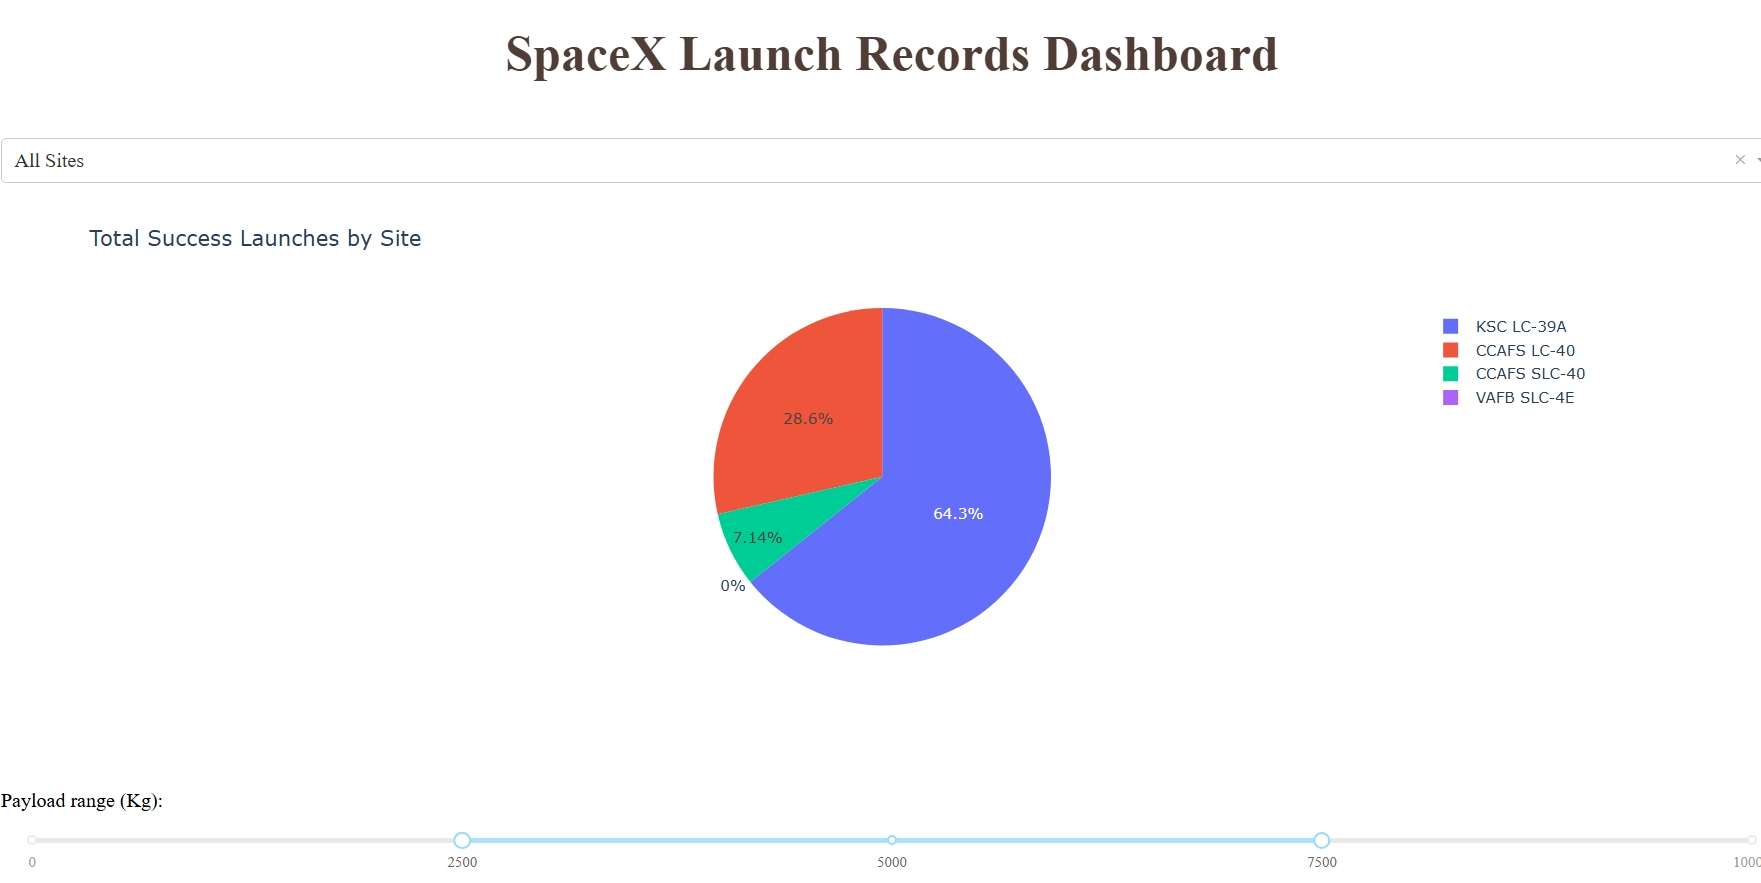 SpaceX Launch Records Dashboard
All Sites
Total Success Launches by Site
KSC LC-39A
CCAFS LC-40
CCAFS SLC-40
VAFB SLC-4E
28.6%
64.3%
7.14%
0%
Payload range (Kg):
0 2500 5000 7500 1000